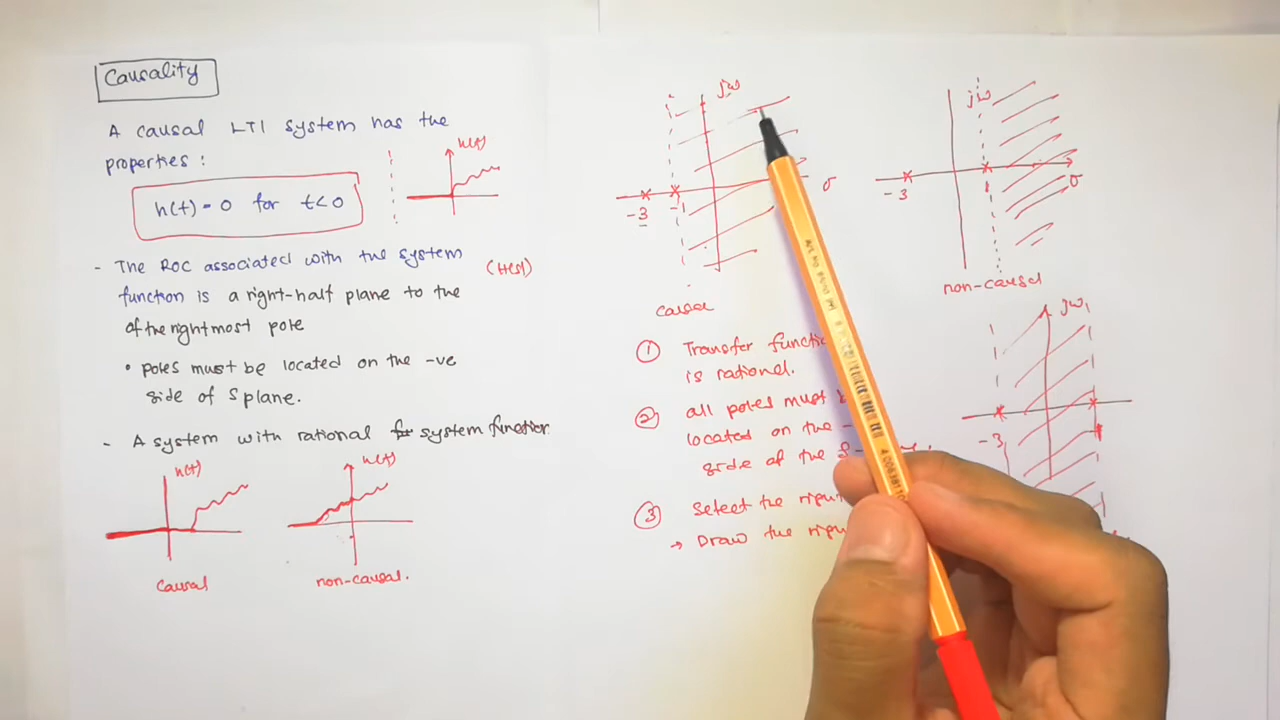 Causality
A causal LTI system has the
properties:
h(t)
h(t) = 0 for t<0
- The ROC associated with the system (H(s))
function is a right-half plane to the
of the rightmost pole
• poles must be located on the -ve
side of s plane.
- A system with rational system function
h(t)
h(t)
causal
non-causal.
jω
σ
-3
-1
① Transfer
is rational.
② all poles must
located on the -
side of the s-
③ Select the
→ Draw the
jω
-3
1
σ
non-causal
jω
-3